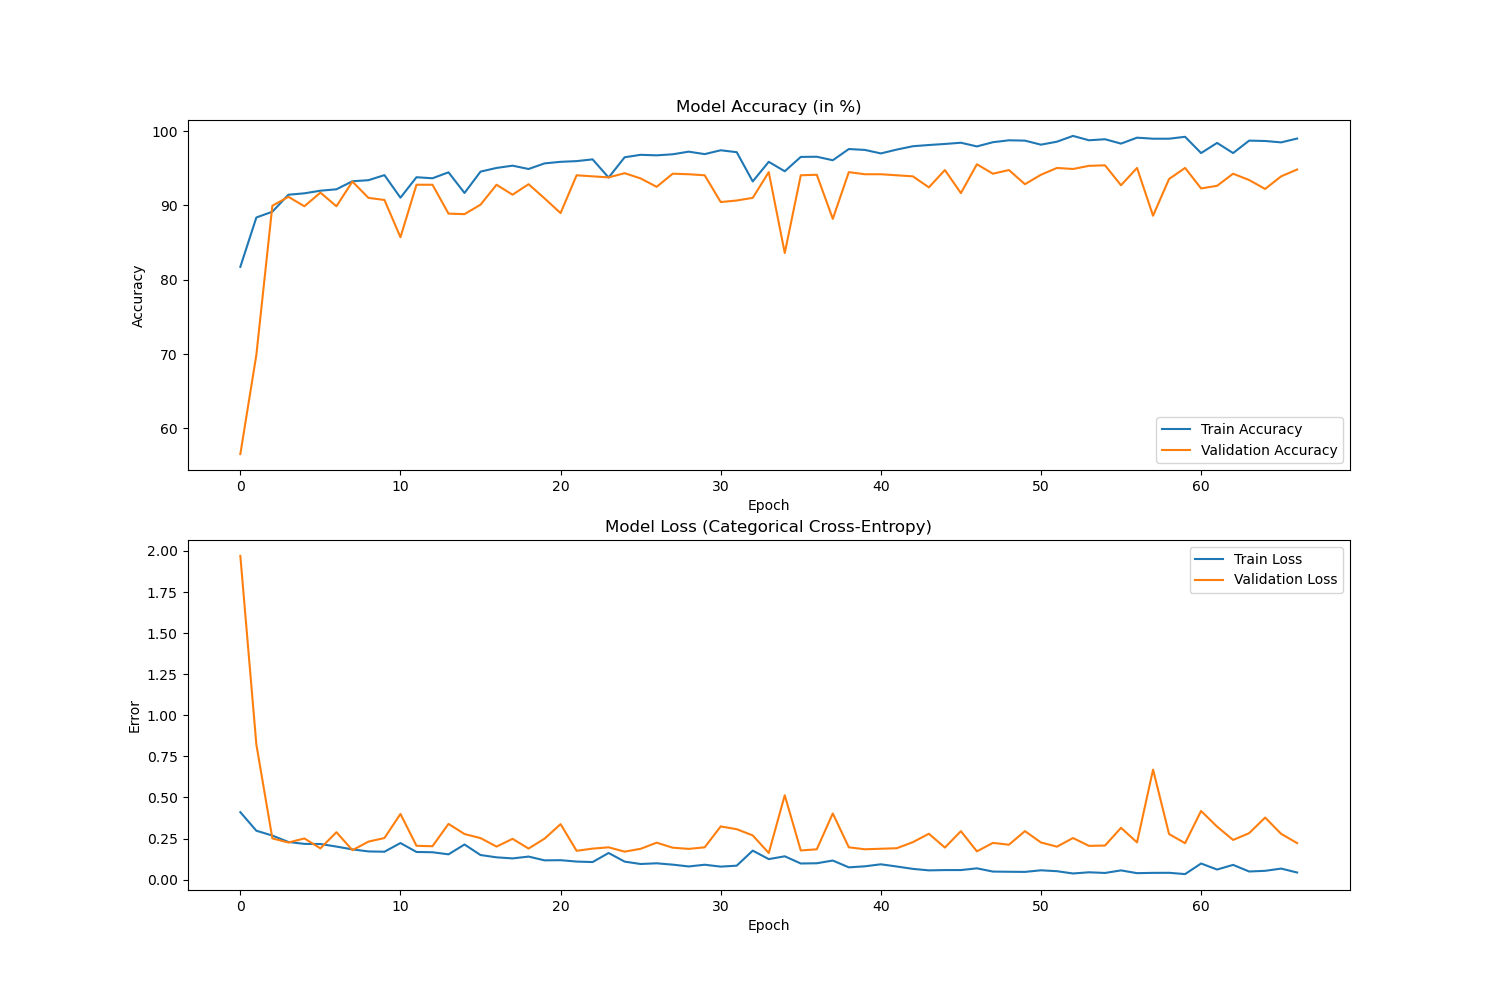 Model Accuracy (in %)
100
90
80
70
60
Accuracy
Train Accuracy
Validation Accuracy
0 10 20 30 40 50 60
Epoch
Model Loss (Categorical Cross-Entropy)
2.00
1.75
1.50
1.25
1.00
0.75
0.50
0.25
0.00
Error
Train Loss
Validation Loss
0 10 20 30 40 50 60
Epoch